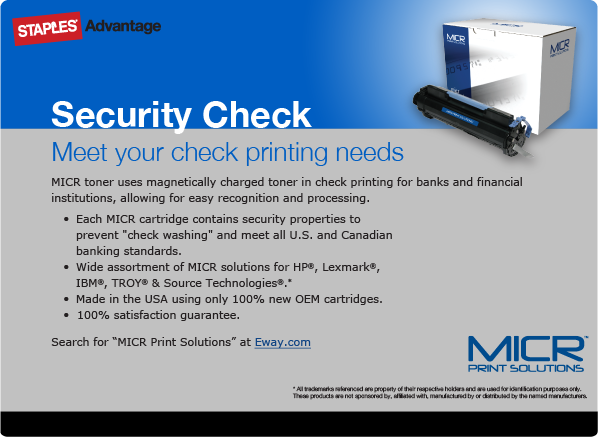 STAPLES Advantage
MICR
Security Check
Meet your check printing needs
MICR toner uses magnetically charged toner in check printing for banks and financial
institutions, allowing for easy recognition and processing.
• Each MICR cartridge contains security properties to
prevent "check washing" and meet all U.S. and Canadian
banking standards.
• Wide assortment of MICR solutions for HP®, Lexmark®,
IBM®, TROY® & Source Technologies®.*
• Made in the USA using only 100% new OEM cartridges.
• 100% satisfaction guarantee.
Search for “MICR Print Solutions” at Eway.com
MICR™
PRINT SOLUTIONS
* All trademarks referenced are property of their respective holders and are used for identification purposes only.
These products are not sponsored by, affiliated with, manufactured by or distributed by the named manufacturers.